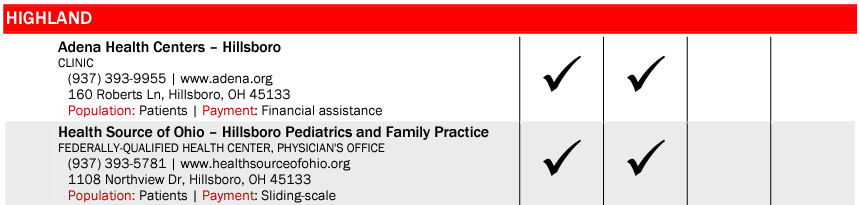 HIGHLAND
Adena Health Centers – Hillsboro
CLINIC
(937) 393-9955 | www.adena.org
160 Roberts Ln, Hillsboro, OH 45133
Population: Patients | Payment: Financial assistance
Health Source of Ohio – Hillsboro Pediatrics and Family Practice
FEDERALLY-QUALIFIED HEALTH CENTER, PHYSICIAN'S OFFICE
(937) 393-5781 | www.healthsourceofohio.org
1108 Northview Dr, Hillsboro, OH 45133
Population: Patients | Payment: Sliding-scale